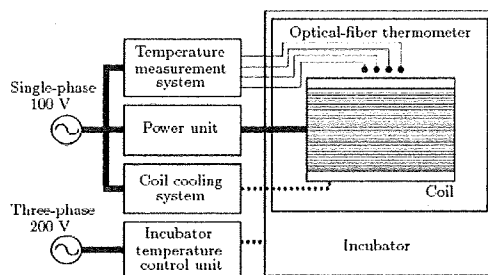 Optical-fiber thermometer
Temperature
measurement
system
Single-phase
100 V
Power unit
Coil cooling
system
Coil
Three-phase
200 V
Incubator
temperature
control unit
Incubator